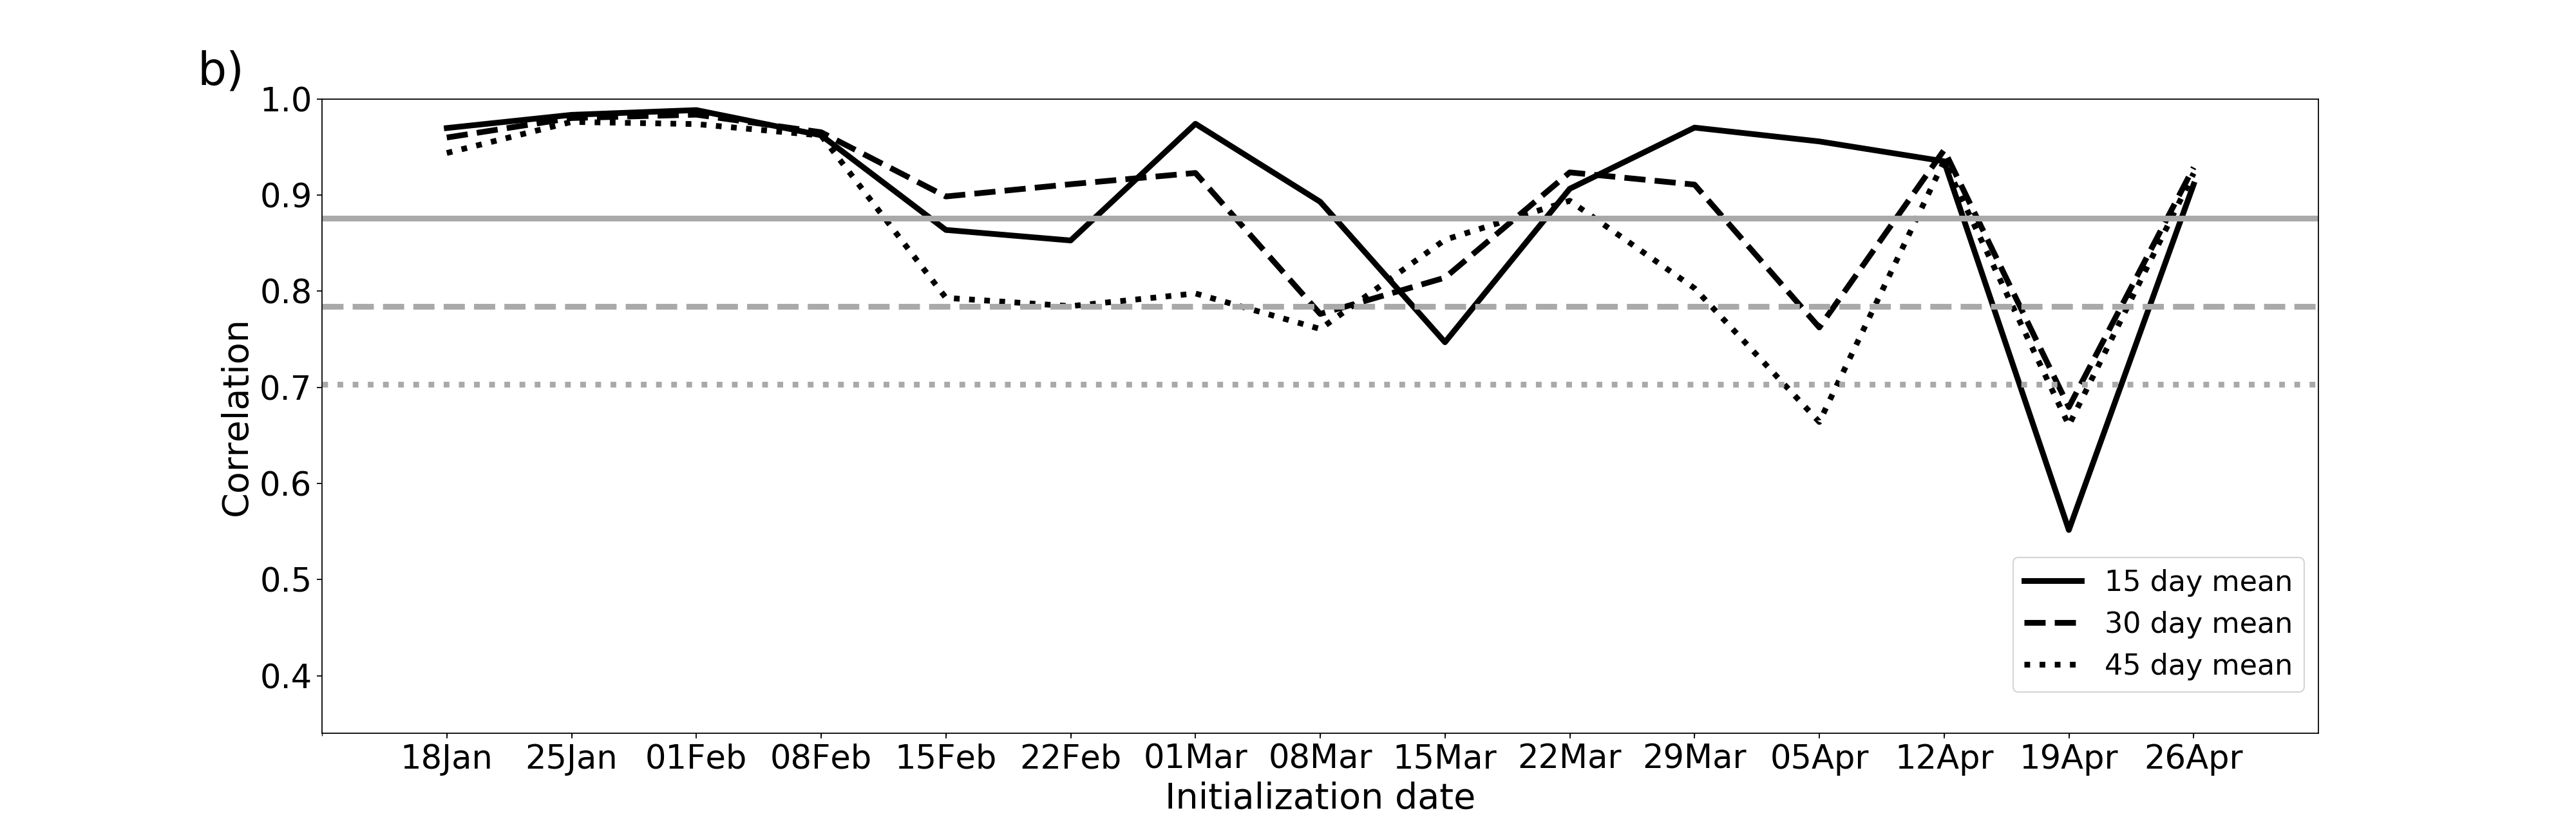 b)
1.0
0.9
0.8
0.7
0.6
0.5
0.4
Correlation
15 day mean
30 day mean
45 day mean
18Jan 25Jan 01Feb 08Feb 15Feb 22Feb 01Mar 08Mar 15Mar 22Mar 29Mar 05Apr 12Apr 19Apr 26Apr
Initialization date